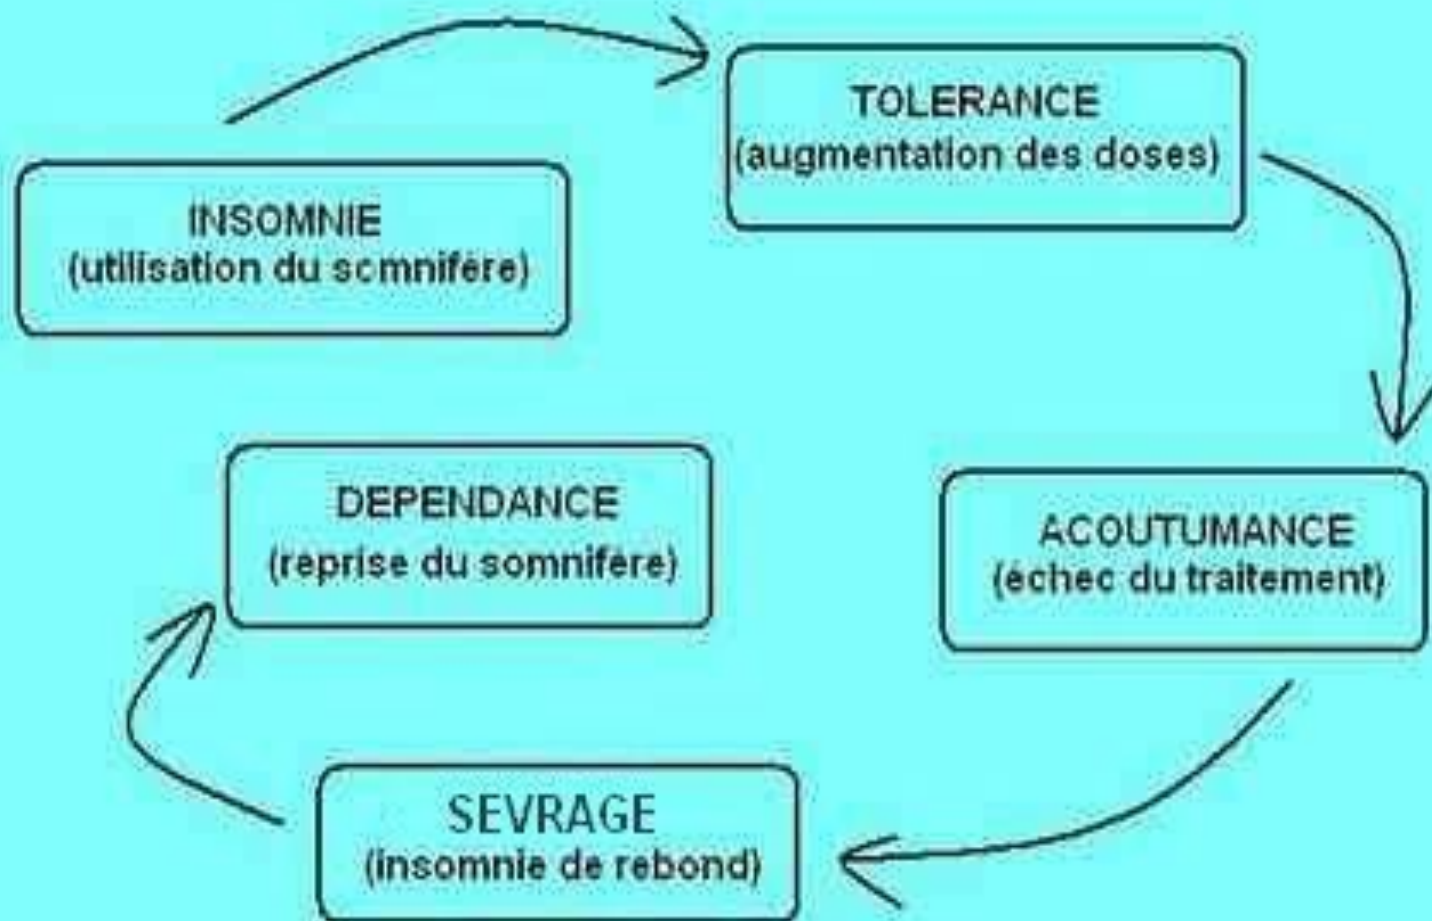 INSOMNIE
(utilisation du somnifère)
TOLERANCE
(augmentation des doses)
ACOUTUMANCE
(échec du traitement)
SEVRAGE
(insomnie de rebond)
DEPENDANCE
(reprise du somnifère)